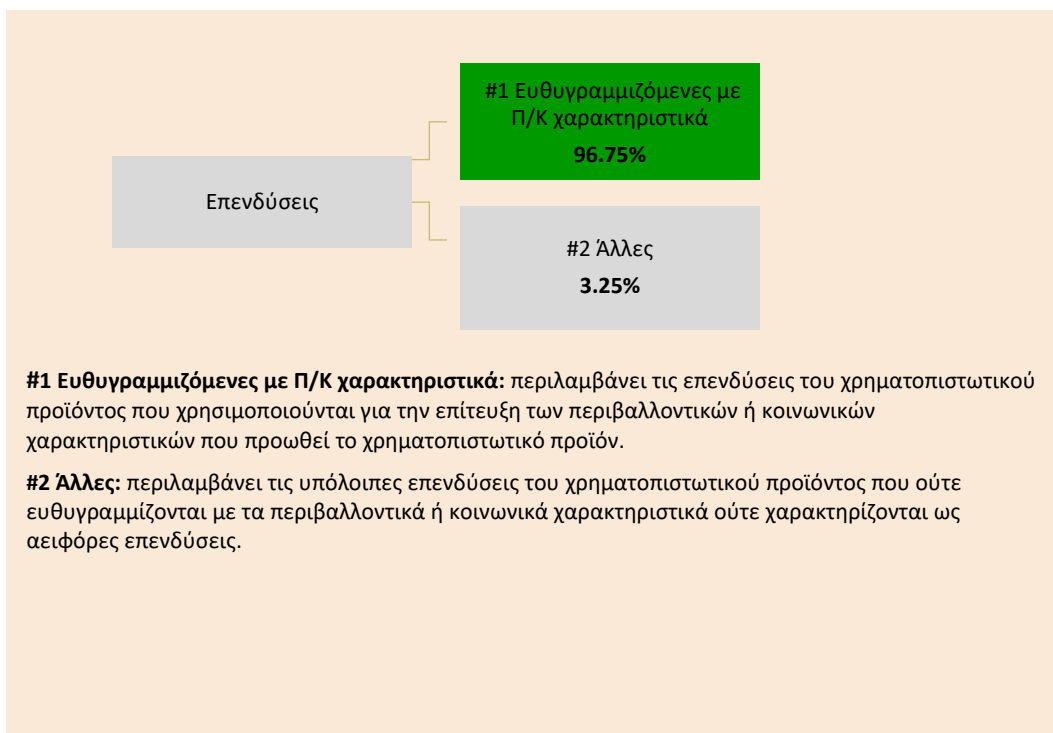 #1 Ευθυγραμμιζόμενες με
Π/Κ χαρακτηριστικά
96.75%
Επενδύσεις
#2 Άλλες
3.25%
#1 Ευθυγραμμιζόμενες με Π/Κ χαρακτηριστικά: περιλαμβάνει τις επενδύσεις του χρηματοπιστωτικού
προϊόντος που χρησιμοποιούνται για την επίτευξη των περιβαλλοντικών ή κοινωνικών
χαρακτηριστικών που προωθεί το χρηματοπιστωτικό προϊόν.
#2 Άλλες: περιλαμβάνει τις υπόλοιπες επενδύσεις του χρηματοπιστωτικού προϊόντος που ούτε
ευθυγραμμίζονται με τα περιβαλλοντικά ή κοινωνικά χαρακτηριστικά ούτε χαρακτηρίζονται ως
αειφόρες επενδύσεις.